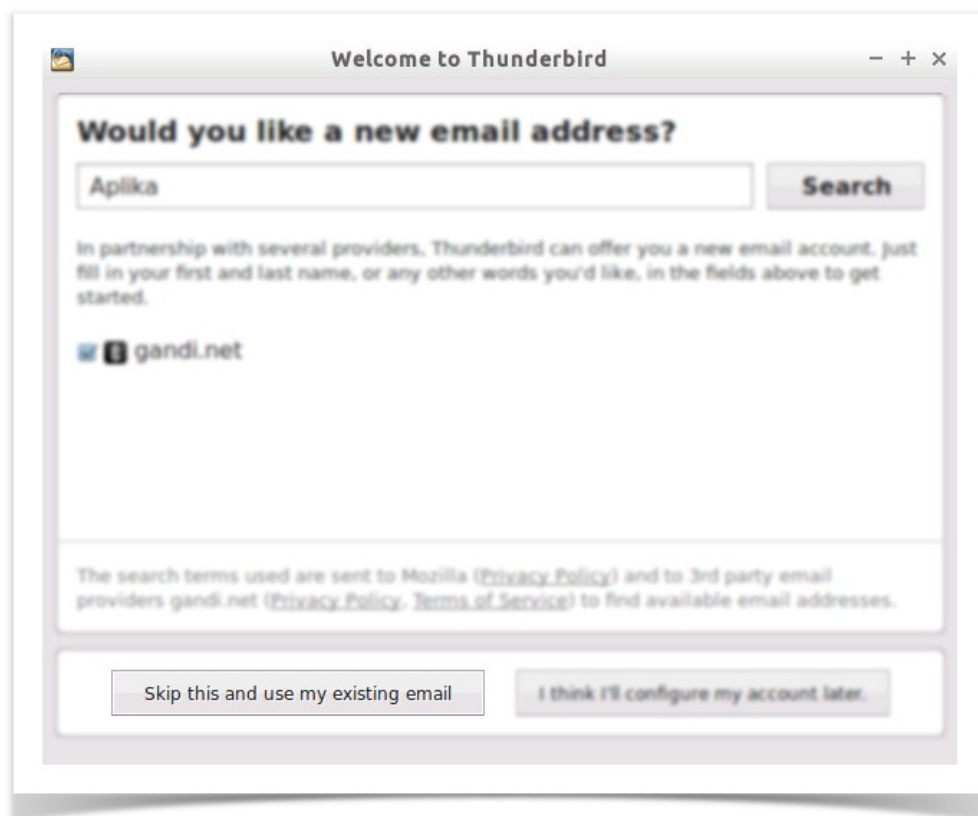 Welcome to Thunderbird
Would you like a new email address?
Aplika
Search
In partnership with several providers, Thunderbird can offer you a new email account. Just
fill in your first and last name, or any other words you'd like, in the fields above to get
started.
gandi.net
The search terms used are sent to Mozilla (Privacy Policy) and to 3rd party email
providers gandi.net (Privacy Policy, Terms of Service) to find available email addresses.
Skip this and use my existing email
I think I'll configure my account later.